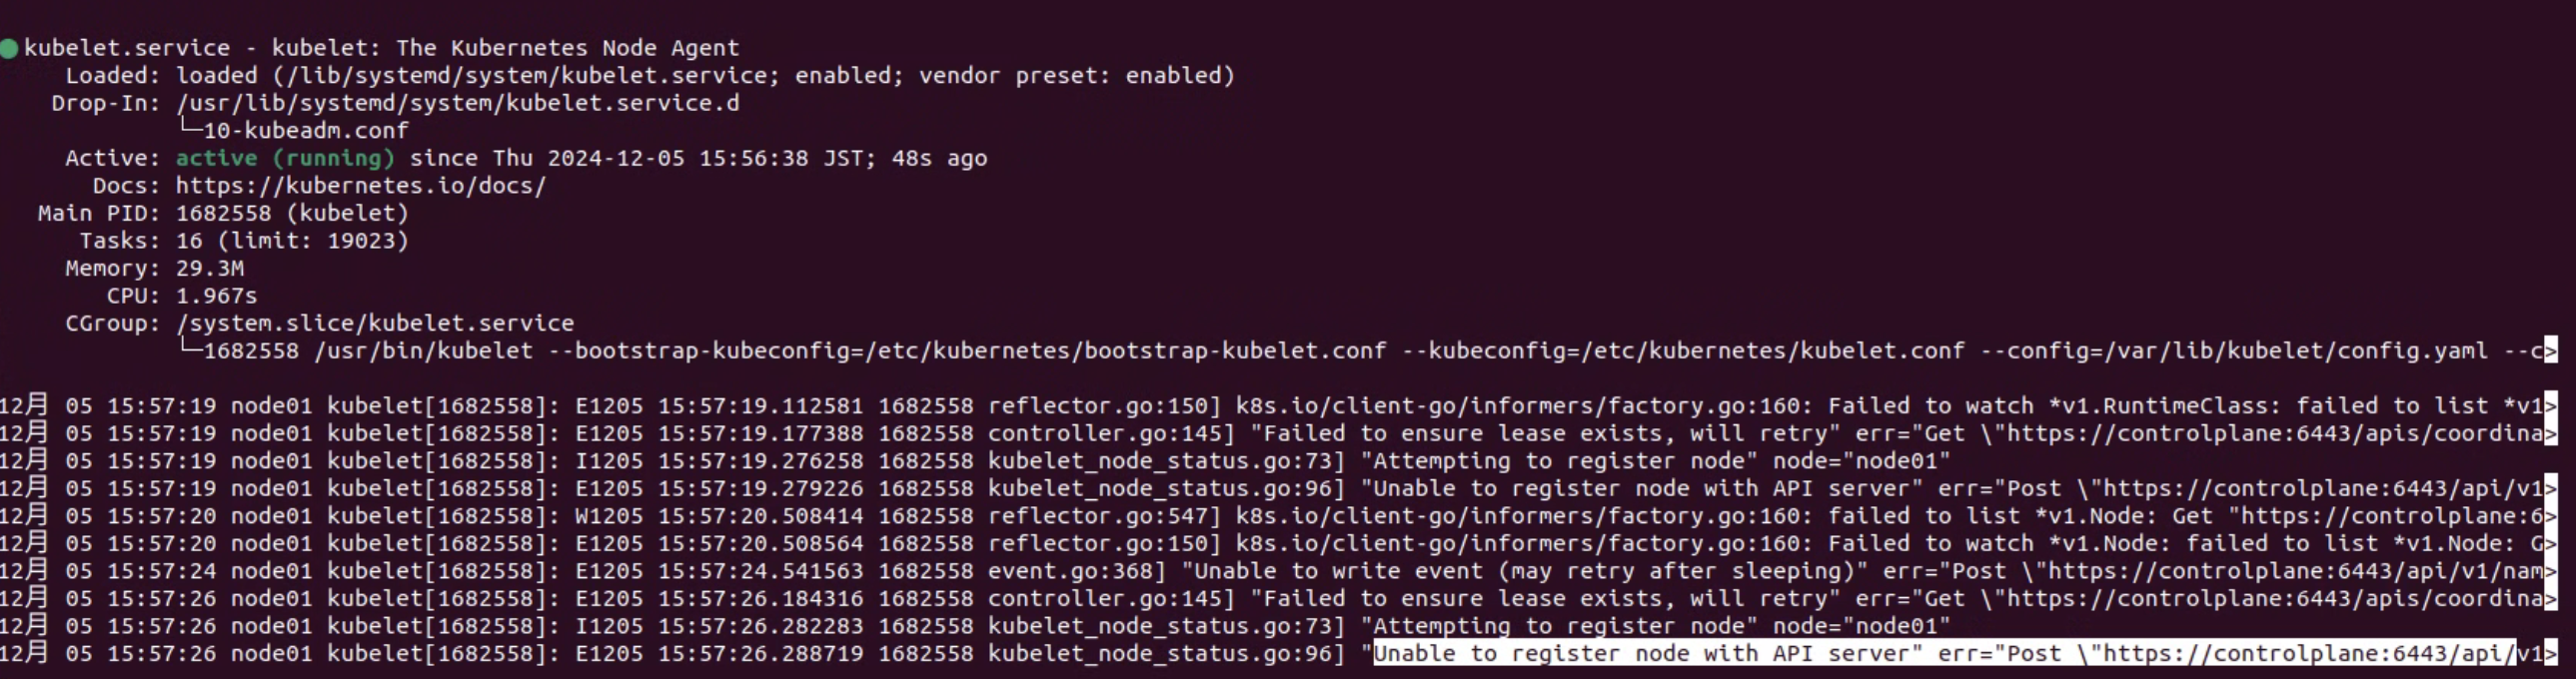 ● kubelet.service - kubelet: The Kubernetes Node Agent
Loaded: loaded (/lib/systemd/system/kubelet.service; enabled; vendor preset: enabled)
Drop-In: /usr/lib/systemd/system/kubelet.service.d
└─10-kubeadm.conf
Active: active (running) since Thu 2024-12-05 15:56:38 JST; 48s ago
Docs: https://kubernetes.io/docs/
Main PID: 1682558 (kubelet)
Tasks: 16 (limit: 19023)
Memory: 29.3M
CPU: 1.967s
CGroup: /system.slice/kubelet.service
└─1682558 /usr/bin/kubelet --bootstrap-kubeconfig=/etc/kubernetes/bootstrap-kubelet.conf --kubeconfig=/etc/kubernetes/kubelet.conf --config=/var/lib/kubelet/config.yaml --c>
12月 05 15:57:19 node01 kubelet[1682558]: E1205 15:57:19.112581 1682558 reflector.go:150] k8s.io/client-go/informers/factory.go:160: Failed to watch *v1.RuntimeClass: failed to list *v1>
12月 05 15:57:19 node01 kubelet[1682558]: E1205 15:57:19.177388 1682558 controller.go:145] "Failed to ensure lease exists, will retry" err="Get \"https://controlplane:6443/apis/coordina>
12月 05 15:57:19 node01 kubelet[1682558]: I1205 15:57:19.276258 1682558 kubelet_node_status.go:73] "Attempting to register node" node="node01"
12月 05 15:57:19 node01 kubelet[1682558]: E1205 15:57:19.279226 1682558 kubelet_node_status.go:96] "Unable to register node with API server" err="Post \"https://controlplane:6443/api/v1>
12月 05 15:57:20 node01 kubelet[1682558]: W1205 15:57:20.508414 1682558 reflector.go:547] k8s.io/client-go/informers/factory.go:160: failed to list *v1.Node: Get "https://controlplane:6>
12月 05 15:57:20 node01 kubelet[1682558]: E1205 15:57:20.508564 1682558 reflector.go:150] k8s.io/client-go/informers/factory.go:160: Failed to watch *v1.Node: failed to list *v1.Node: G>
12月 05 15:57:24 node01 kubelet[1682558]: E1205 15:57:24.541563 1682558 event.go:368] "Unable to write event (may retry after sleeping)" err="Post \"https://controlplane:6443/api/v1/nam>
12月 05 15:57:26 node01 kubelet[1682558]: E1205 15:57:26.184316 1682558 controller.go:145] "Failed to ensure lease exists, will retry" err="Get \"https://controlplane:6443/apis/coordina>
12月 05 15:57:26 node01 kubelet[1682558]: I1205 15:57:26.282283 1682558 kubelet_node_status.go:73] "Attempting to register node" node="node01"
12月 05 15:57:26 node01 kubelet[1682558]: E1205 15:57:26.288719 1682558 kubelet_node_status.go:96] "Unable to register node with API server" err="Post \"https://controlplane:6443/api/v1>